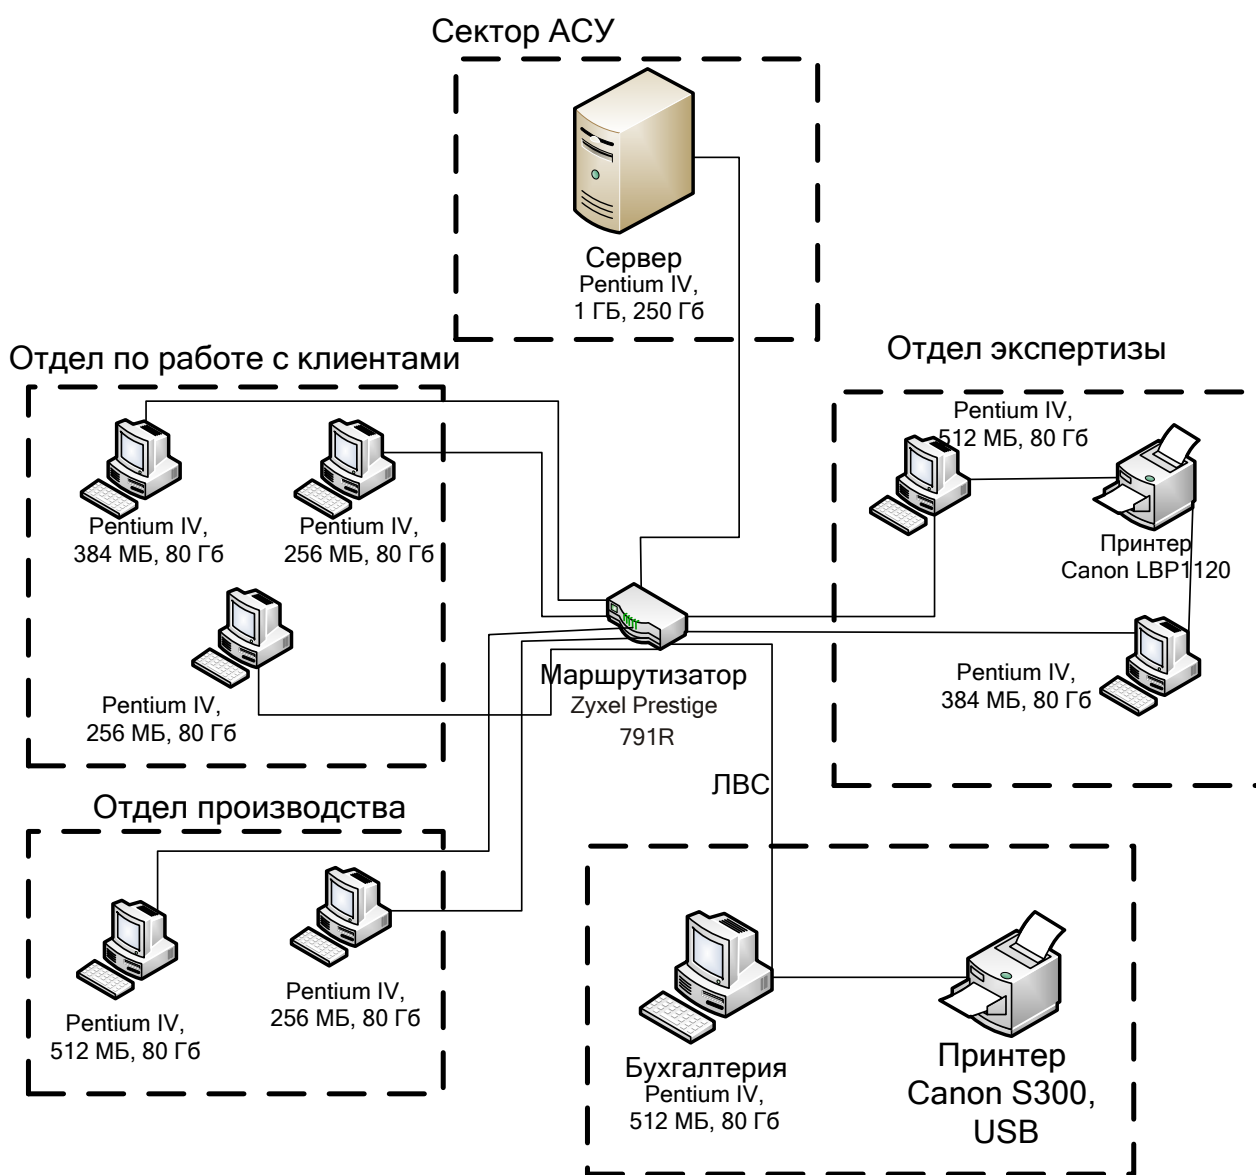 Сектор АСУ
Сервер
Pentium IV,
1 ГБ, 250 Гб
Отдел по работе с клиентами
Pentium IV,
384 МБ, 80 Гб
Pentium IV,
256 МБ, 80 Гб
Pentium IV,
256 МБ, 80 Гб
Отдел экспертизы
Pentium IV,
512 МБ, 80 Гб
Принтер
Canon LBP1120
Pentium IV,
384 МБ, 80 Гб
Маршрутизатор
Zyxel Prestige
791R
ЛВС
Отдел производства
Pentium IV,
512 МБ, 80 Гб
Pentium IV,
256 МБ, 80 Гб
Бухгалтерия
Pentium IV,
512 МБ, 80 Гб
Принтер
Canon S300,
USB